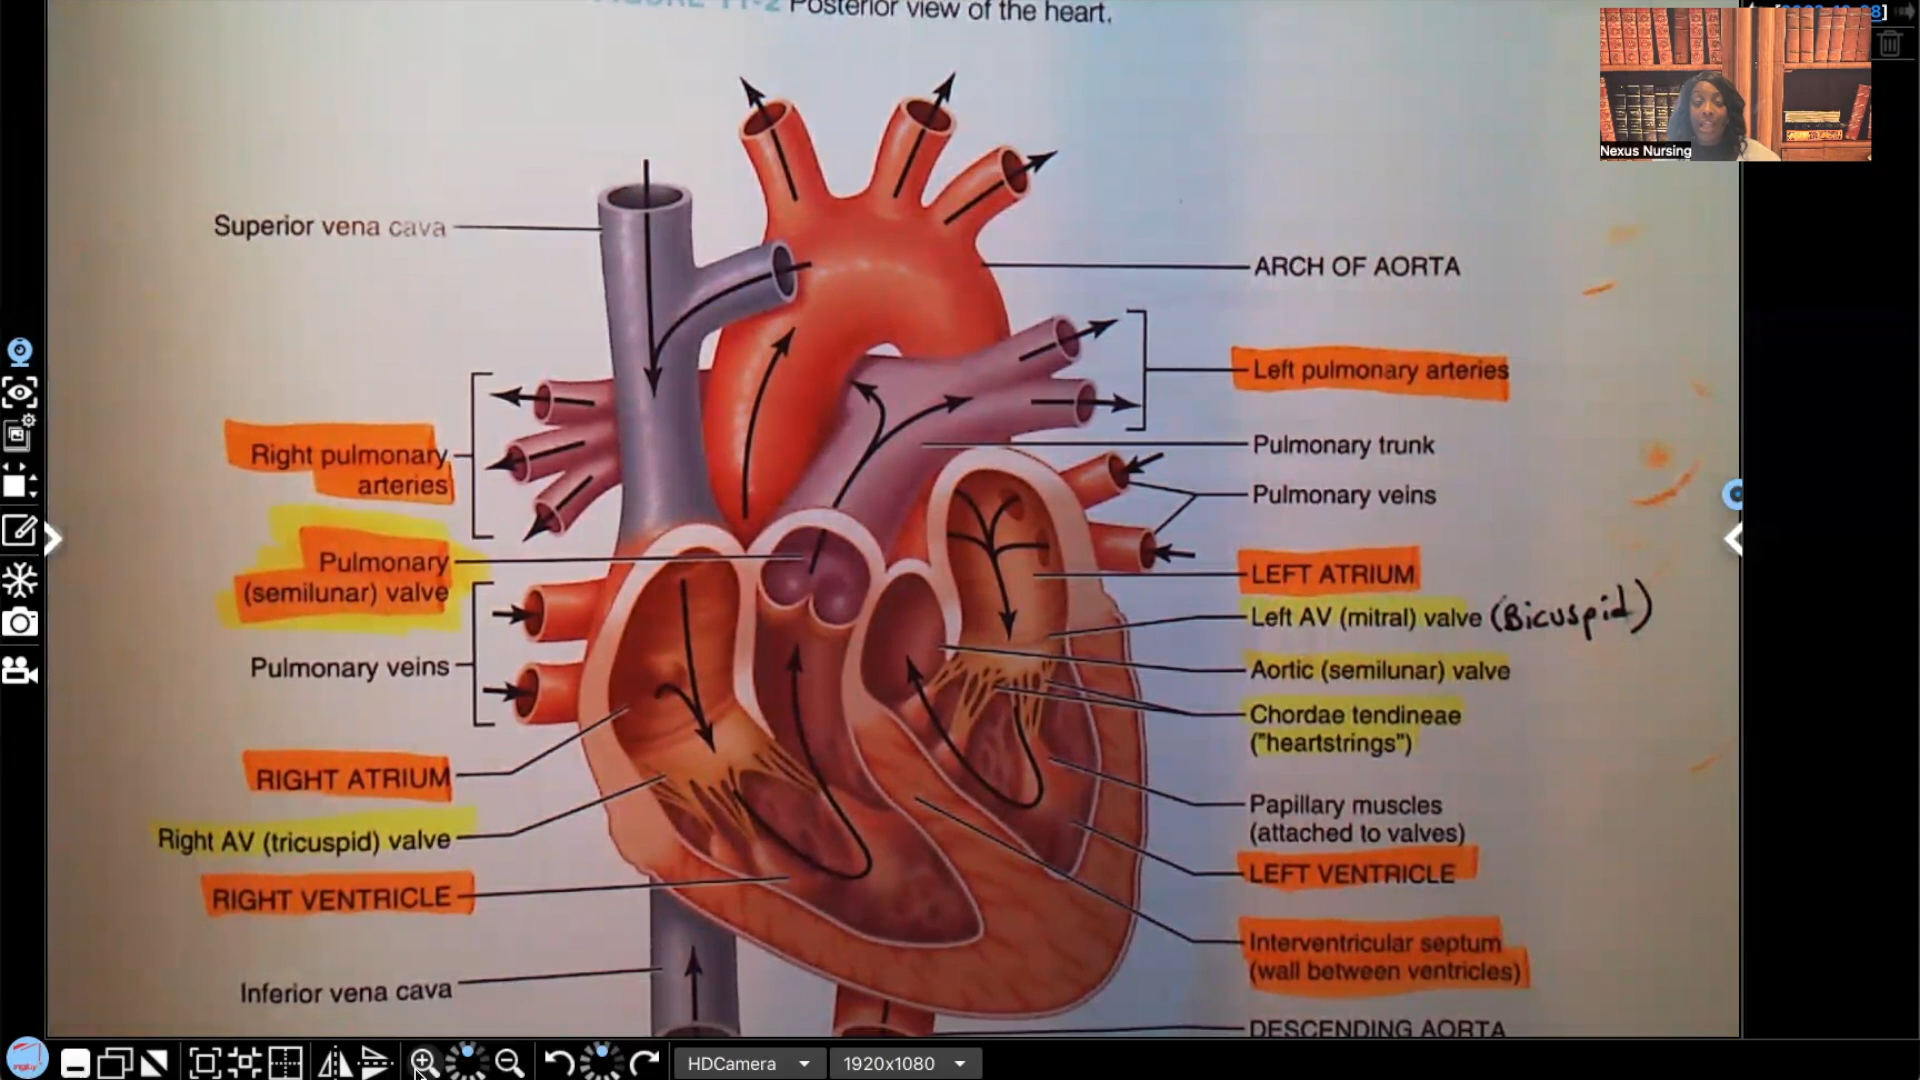 FIGURE 11-2 Posterior view of the heart.
Nexus Nursing
Superior vena cava
ARCH OF AORTA
Left pulmonary arteries
Right pulmonary
arteries
Pulmonary trunk
Pulmonary veins
Pulmonary
(semilunar) valve
LEFT ATRIUM
Left AV (mitral) valve (Bicuspid)
Pulmonary veins
Aortic (semilunar) valve
Chordae tendineae
("heartstrings")
RIGHT ATRIUM
Papillary muscles
(attached to valves)
Right AV (tricuspid) valve
LEFT VENTRICLE
RIGHT VENTRICLE
Interventricular septum
(wall between ventricles)
Inferior vena cava
DESCENDING AORTA
HDCamera
1920x1080